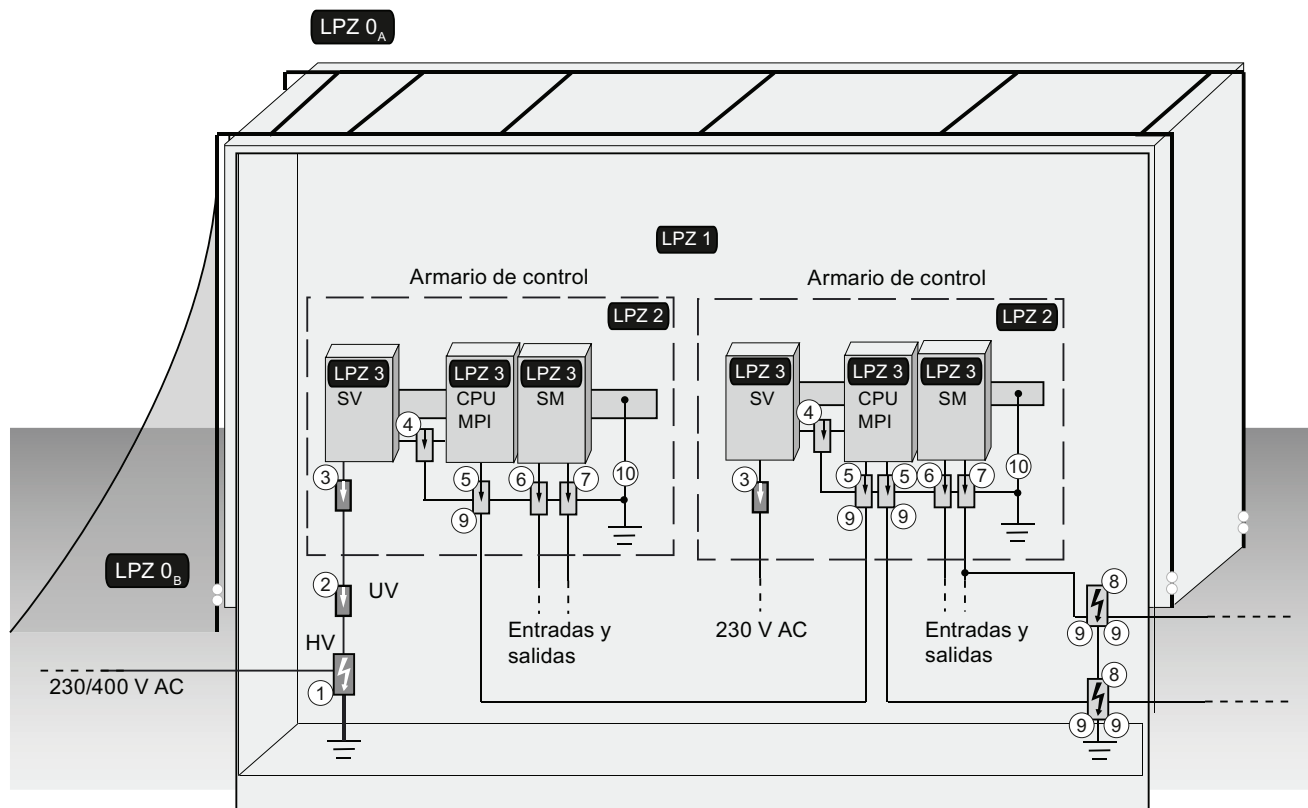 LPZ 0A
LPZ 1
Armario de control
Armario de control
LPZ 2
LPZ 2
LPZ 3
SV
LPZ 3
CPU
MPI
LPZ 3
SM
LPZ 3
SV
LPZ 3
CPU
MPI
LPZ 3
SM
4
4
3
5
6
7
10
3
5
5
6
7
10
9
9
9
LPZ 0B
2
UV
8
Entradas y
salidas
230 V AC
Entradas y
salidas
HV
9
9
230/400 V AC
1
8
9
9